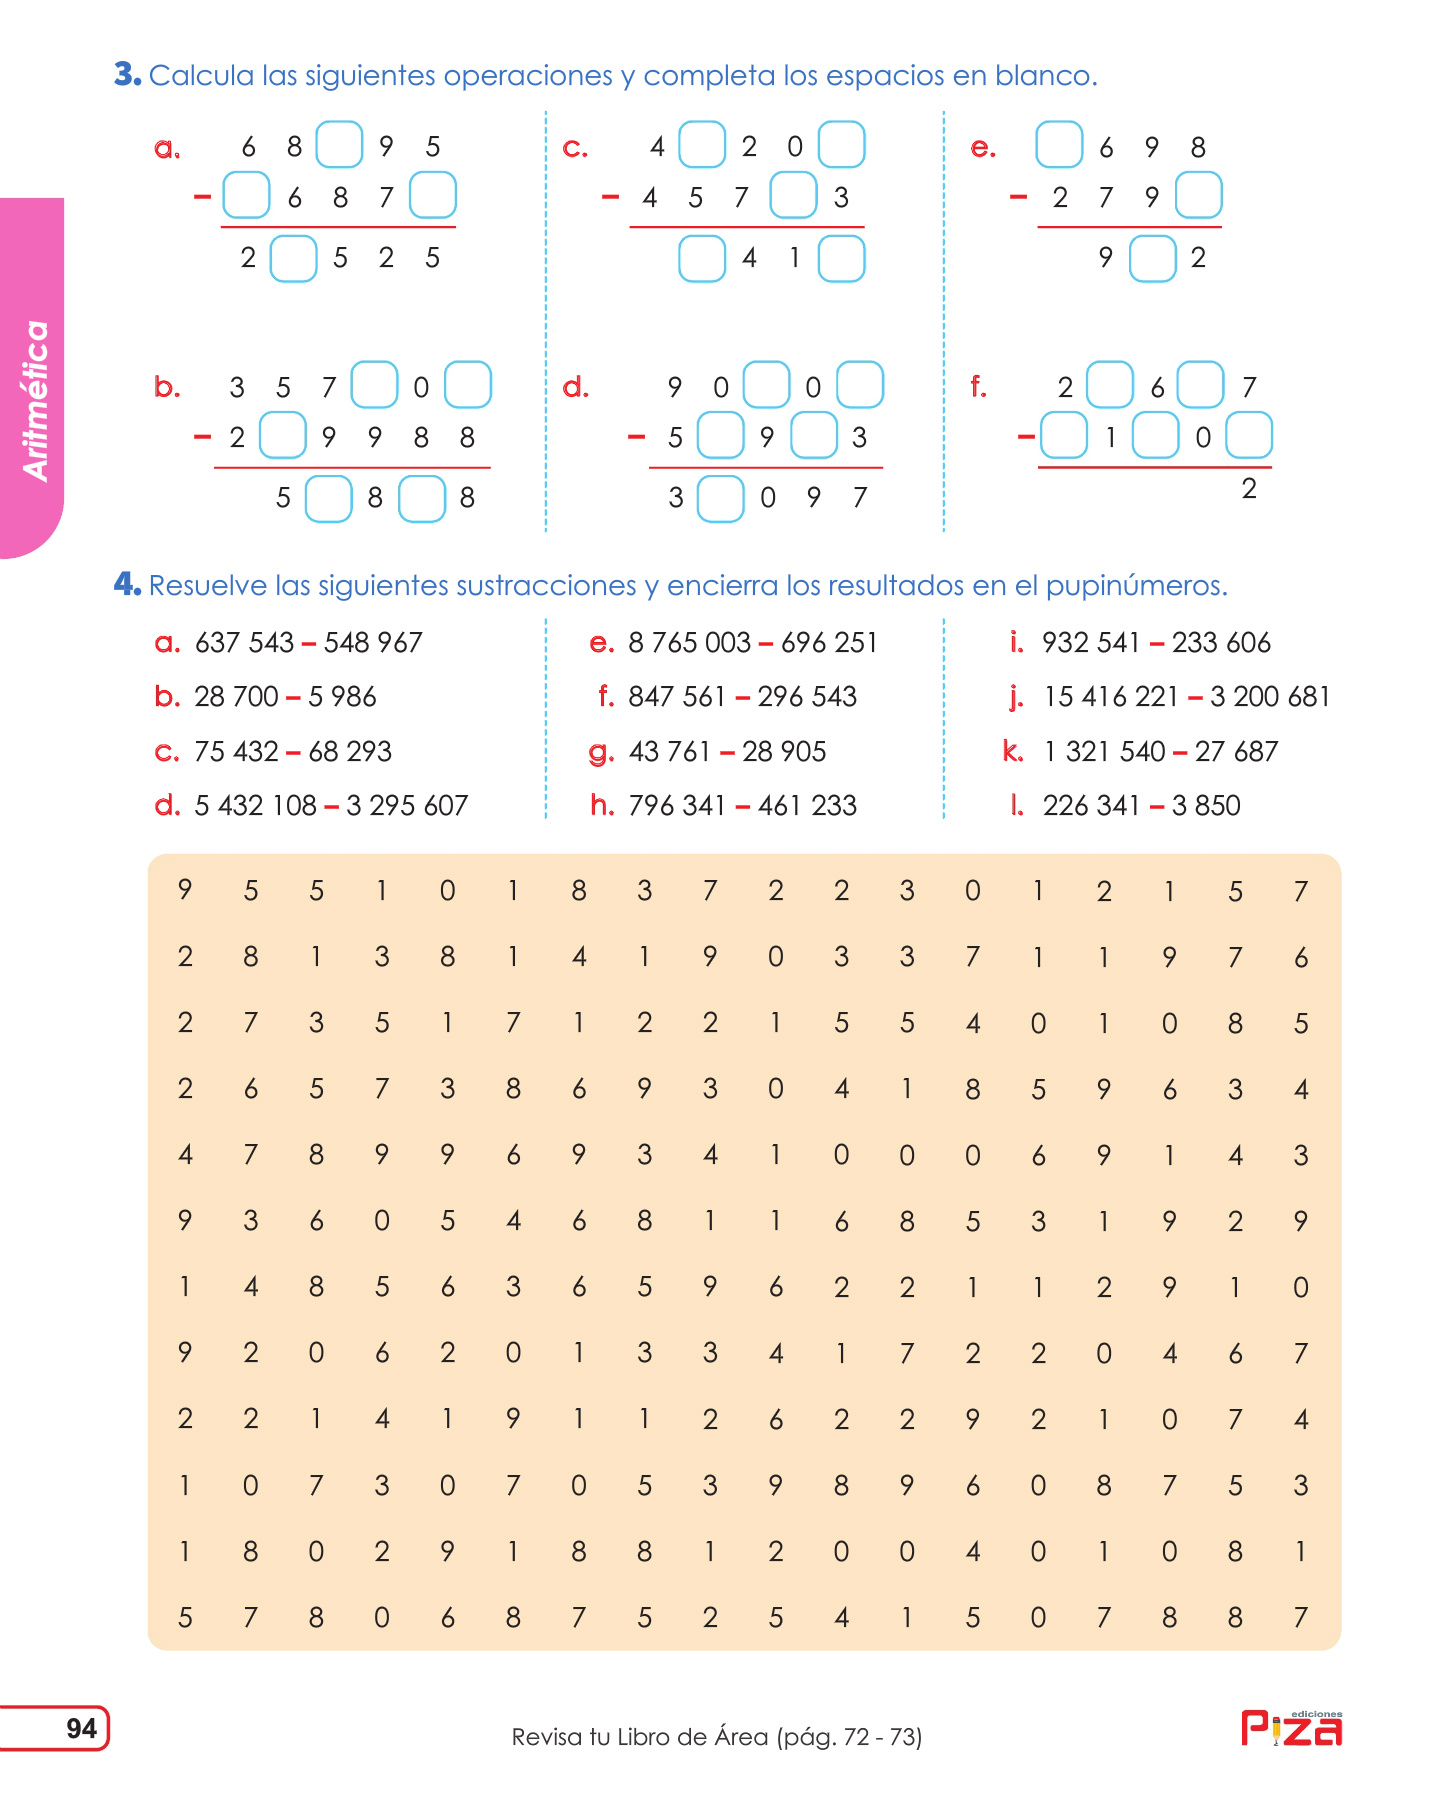 3. Calcula las siguientes operaciones y completa los espacios en blanco.
a. 6 8 9 5
– 6 8 7
2 5 2 5
c. 4 2 0
– 4 5 7 3
4 1
e. 6 9 8
– 2 7 9
9 2
b. 3 5 7 0
– 2 9 9 8 8
5 8 8
d. 9 0 0
– 5 9 3
3 0 9 7
f. 2 6 7
– 1 0
2
Aritmética
4. Resuelve las siguientes sustracciones y encierra los resultados en el pupinúmeros.
a. 637 543 – 548 967
b. 28 700 – 5 986
c. 75 432 – 68 293
d. 5 432 108 – 3 295 607
e. 8 765 003 – 696 251
f. 847 561 – 296 543
g. 43 761 – 28 905
h. 796 341 – 461 233
i. 932 541 – 233 606
j. 15 416 221 – 3 200 681
k. 1 321 540 – 27 687
l. 226 341 – 3 850
9 5 5 1 0 1 8 3 7 2 2 3 0 1 2 1 5 7
2 8 1 3 8 1 4 1 9 0 3 3 7 1 1 9 7 6
2 7 3 5 1 7 1 2 2 1 5 5 4 0 1 0 8 5
2 6 5 7 3 8 6 9 3 0 4 1 8 5 9 6 3 4
4 7 8 9 9 6 9 3 4 1 0 0 0 6 9 1 4 3
9 3 6 0 5 4 6 8 1 1 6 8 5 3 1 9 2 9
1 4 8 5 6 3 6 5 9 6 2 2 1 1 2 9 1 0
9 2 0 6 2 0 1 3 3 4 1 7 2 2 0 4 6 7
2 2 1 4 1 9 1 1 2 6 2 2 9 2 1 0 7 4
1 0 7 3 0 7 0 5 3 9 8 9 6 0 8 7 5 3
1 8 0 2 9 1 8 8 1 2 0 0 4 0 1 0 8 1
5 7 8 0 6 8 7 5 2 5 4 1 5 0 7 8 8 7
94
Revisa tu Libro de Área (pág. 72 - 73)
ediciones
Piza